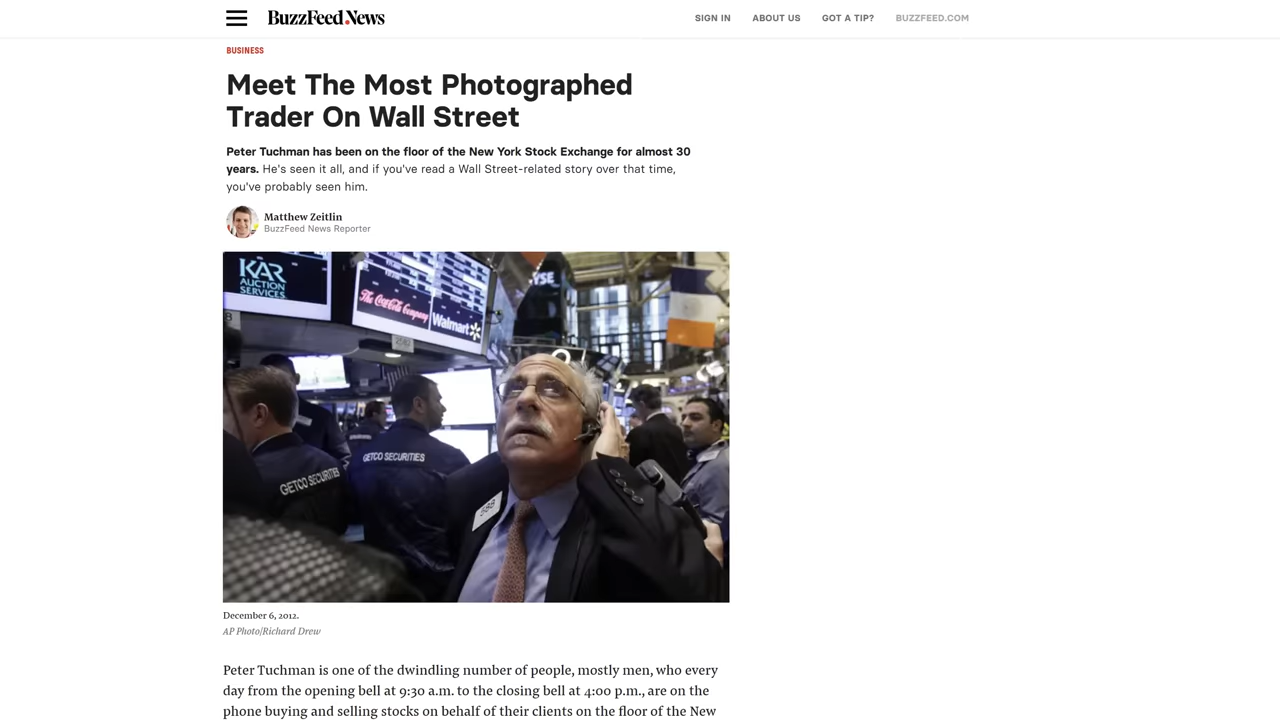 BuzzFeed News
SIGN IN
ABOUT US
GOT A TIP?
BUZZFEED.COM
BUSINESS
Meet The Most Photographed
Trader On Wall Street
Peter Tuchman has been on the floor of the New York Stock Exchange for almost 30
years. He's seen it all, and if you've read a Wall Street-related story over that time,
you've probably seen him.
Matthew Zeitlin
BuzzFeed News Reporter
KAR
AUCTION
SERVICES
The Coca-Cola Company
Walmart
YSE
8
GETCO SECURITIES
GETCO SECURITIES
588
December 6, 2012.
AP Photo/Richard Drew
Peter Tuchman is one of the dwindling number of people, mostly men, who every
day from the opening bell at 9:30 a.m. to the closing bell at 4:00 p.m., are on the
phone buying and selling stocks on behalf of their clients on the floor of the New